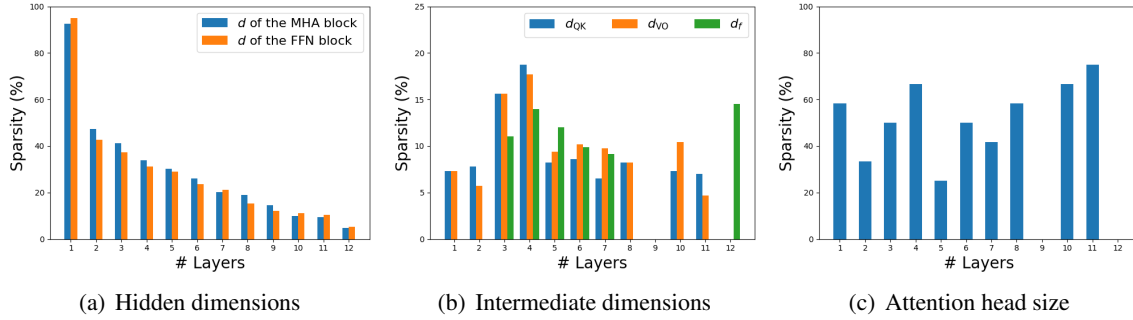 100
80
60
40
20
0
Sparsity (%)
d of the MHA block
d of the FFN block
1 2 3 4 5 6 7 8 9 10 11 12
# Layers
(a) Hidden dimensions
25
20
15
10
5
0
Sparsity (%)
d_QK d_VO d_f
1 2 3 4 5 6 7 8 9 10 11 12
# Layers
(b) Intermediate dimensions
100
80
60
40
20
0
Sparsity (%)
1 2 3 4 5 6 7 8 9 10 11 12
# Layers
(c) Attention head size